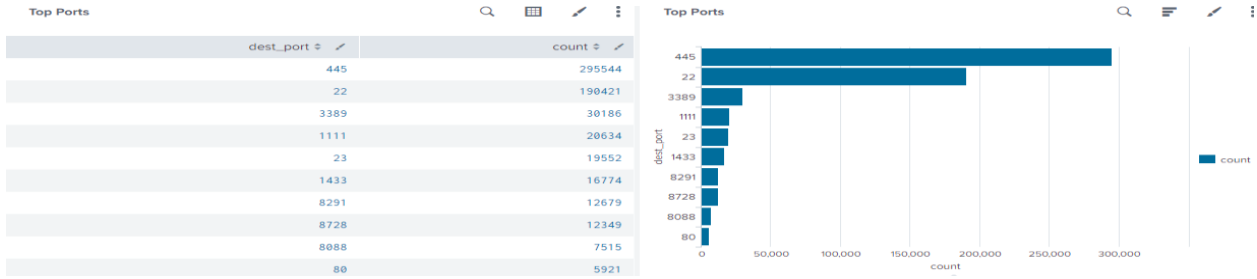 Top Ports
dest_port count
445 295544
22 190421
3389 30186
1111 20634
23 19552
1433 16774
8291 12679
8728 12349
8088 7515
80 5921
Top Ports
445
22
3389
1111
23
1433
8291
8728
8088
80
dest_port
0 50,000 100,000 150,000 200,000 250,000 300,000
count
count